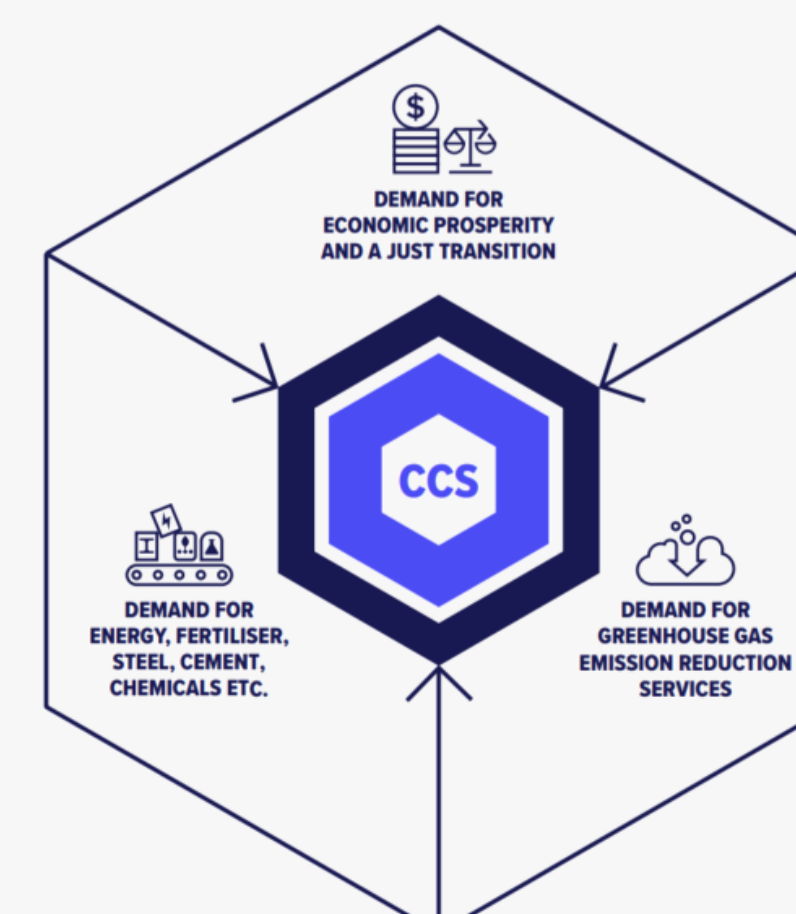 $
DEMAND FOR
ECONOMIC PROSPERITY
AND A JUST TRANSITION
CCS
DEMAND FOR
ENERGY, FERTILISER,
STEEL, CEMENT,
CHEMICALS ETC.
DEMAND FOR
GREENHOUSE GAS
EMISSION REDUCTION
SERVICES